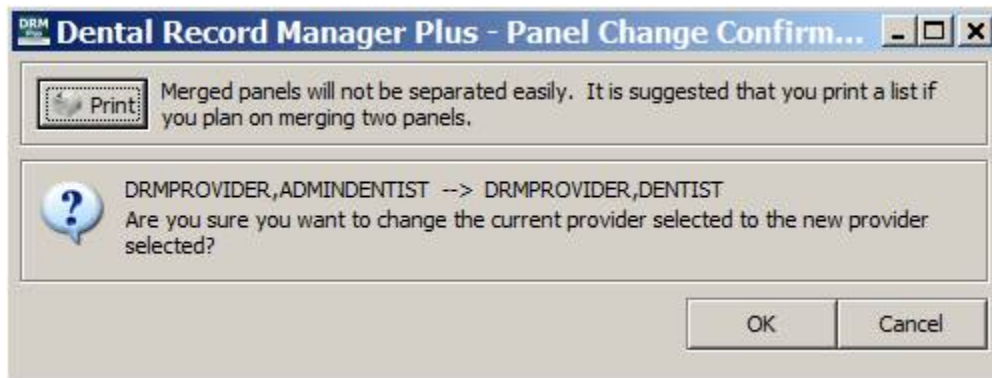 DRM Plus Dental Record Manager Plus - Panel Change Confirm...
Print
Merged panels will not be separated easily.  It is suggested that you print a list if
you plan on merging two panels.
?
DRMPROVIDER,ADMINDENTIST --> DRMPROVIDER,DENTIST
Are you sure you want to change the current provider selected to the new provider
selected?
OK
Cancel